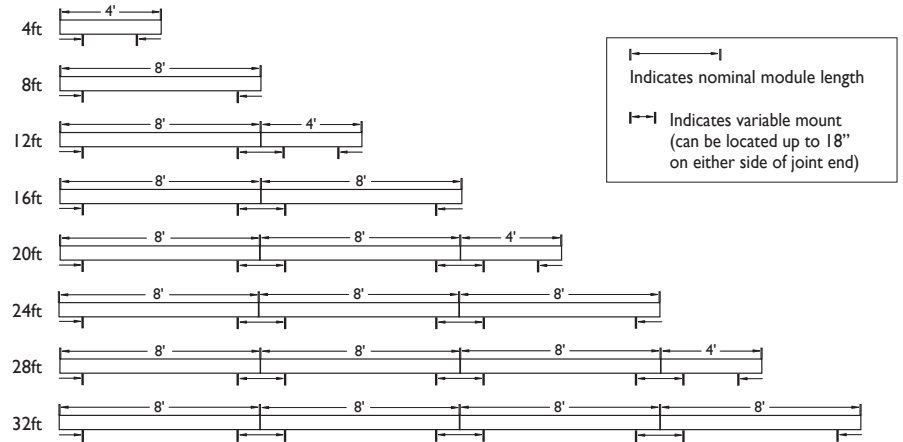 4ft
4'
8ft
8'
12ft
8' 4'
16ft
8' 8'
20ft
8' 8' 4'
24ft
8' 8' 8'
28ft
8' 8' 8' 4'
32ft
8' 8' 8' 8'
Indicates nominal module length
Indicates variable mount
(can be located up to 18”
on either side of joint end)